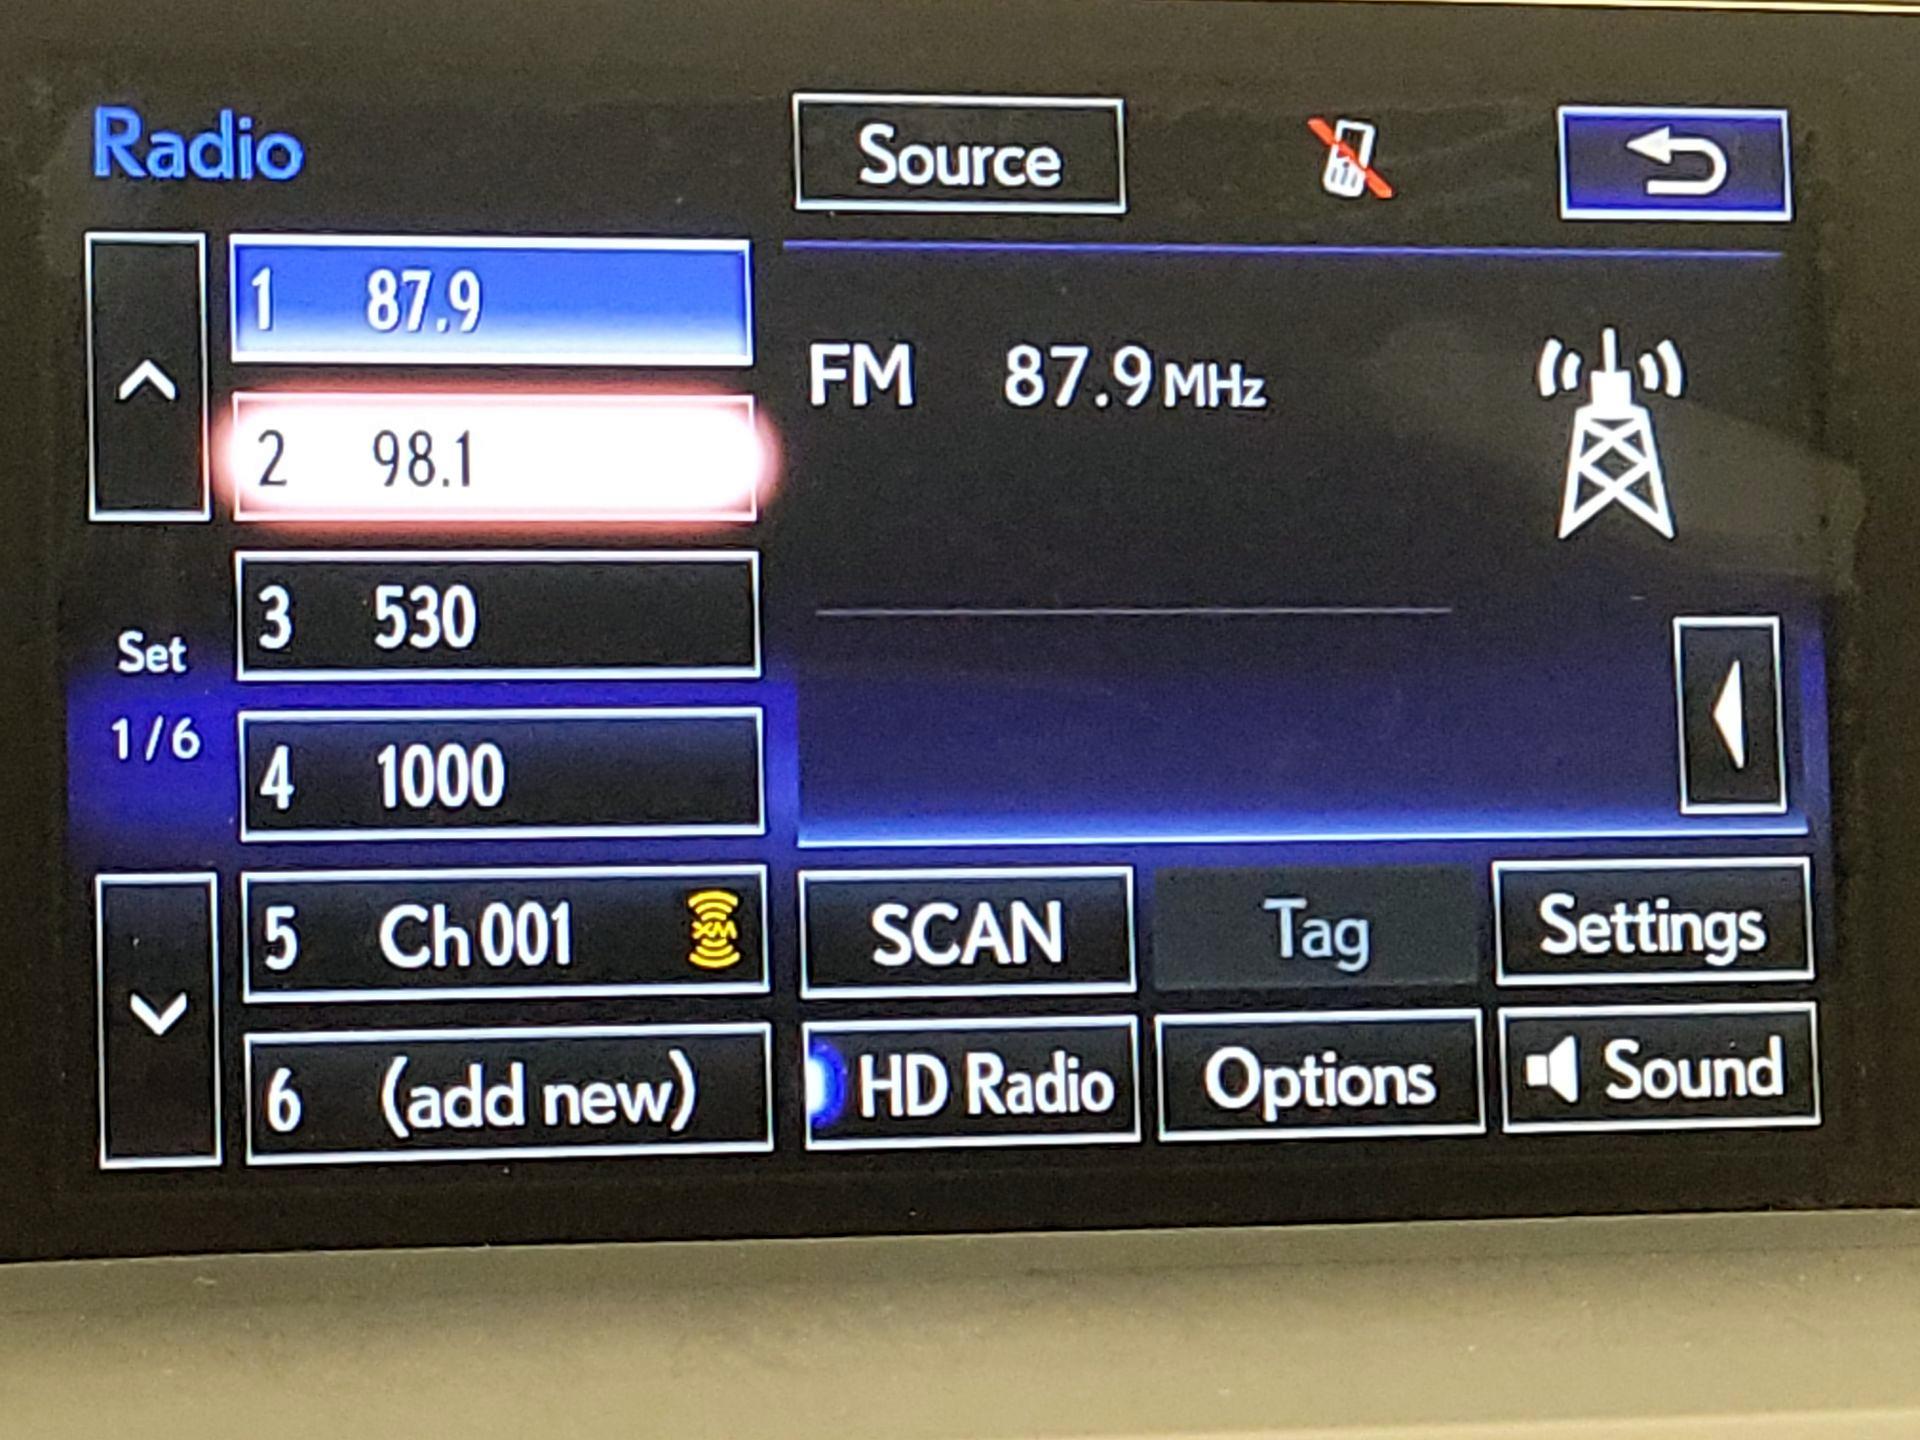 Radio
Source
1 87.9
FM 87.9 MHz
2 98.1
3 530
Set
1/6
4 1000
5 Ch001 XM
SCAN
Tag
Settings
6 (add new)
HD Radio
Options
Sound